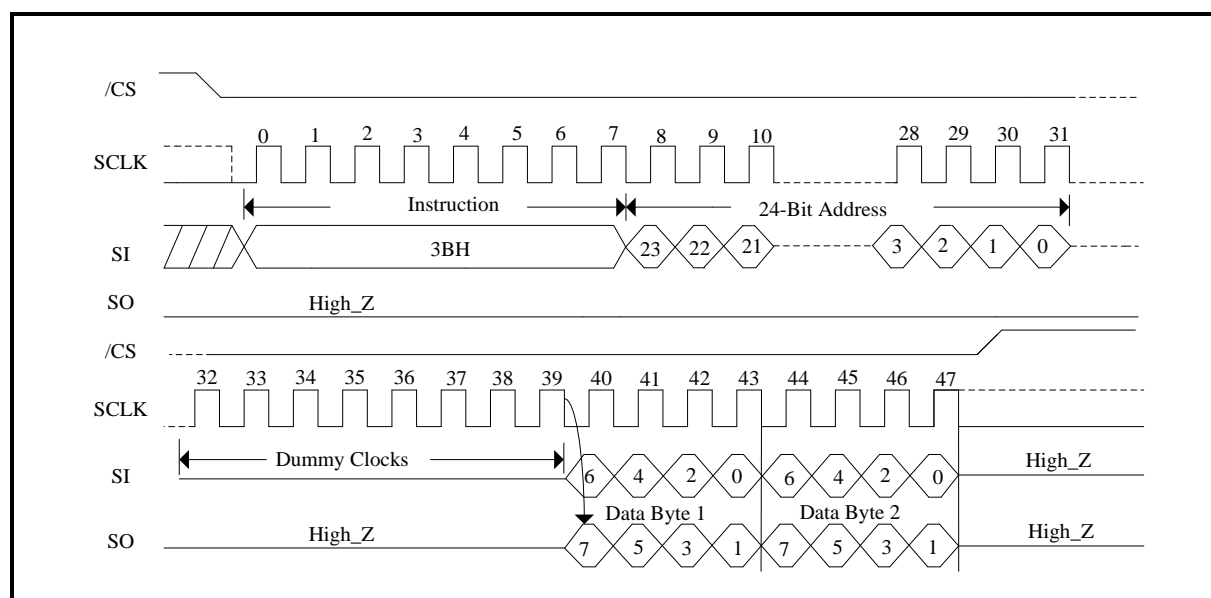 /CS
0 1 2 3 4 5 6 7 8 9 10 28 29 30 31
SCLK
Instruction 24-Bit Address
SI 3BH 23 22 21 3 2 1 0
SO High_Z
/CS
32 33 34 35 36 37 38 39 40 41 42 43 44 45 46 47
SCLK
Dummy Clocks
SI 6 4 2 0 6 4 2 0 High_Z
Data Byte 1 Data Byte 2
SO High_Z 7 5 3 1 7 5 3 1 High_Z